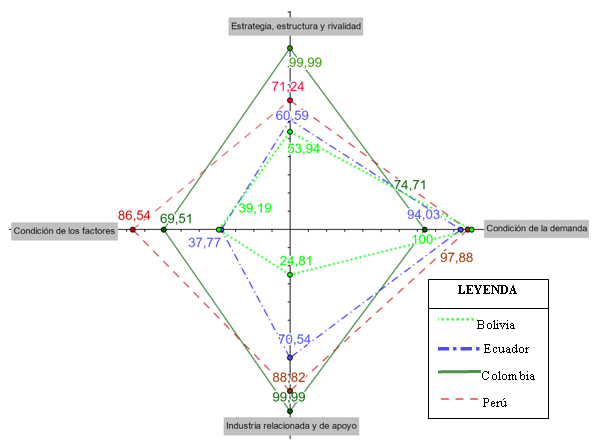 Estrategia, estructura y rivalidad
99,99
71,24
60,59
53,94
74,71
39,19
86,54
69,51
94,03
Condición de los factores
Condición de la demanda
37,77
100
97,88
24,81
LEYENDA
Bolivia
Ecuador
70,54
Colombia
88,82
99,99
Perú
Industria relacionada y de apoyo